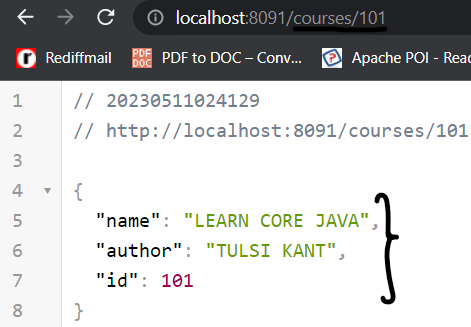 localhost:8091/courses/101
Rediffmail PDF to DOC – Conv... Apache POI - Reac
1 // 20230511024129
2 // http://localhost:8091/courses/101
3
4 {
5 "name": "LEARN CORE JAVA",
6 "author": "TULSI KANT",
7 "id": 101
8 }